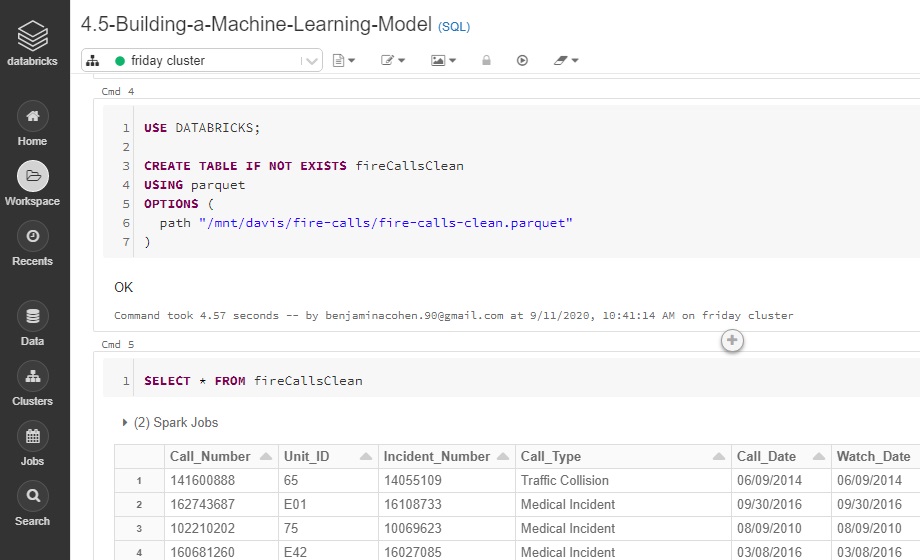 4.5-Building-a-Machine-Learning-Model (SQL)
databricks
friday cluster
Home
Workspace
Recents
Data
Clusters
Jobs
Search
Cmd 4
1 USE DATABRICKS;
2
3 CREATE TABLE IF NOT EXISTS fireCallsClean
4 USING parquet
5 OPTIONS (
6 path "/mnt/davis/fire-calls/fire-calls-clean.parquet"
7 )
OK
Command took 4.57 seconds -- by benjaminacohen.90@gmail.com at 9/11/2020, 10:41:14 AM on friday cluster
Cmd 5
1 SELECT * FROM fireCallsClean
(2) Spark Jobs
Call_Number Unit_ID Incident_Number Call_Type Call_Date Watch_Date
1 141600888 65 14055109 Traffic Collision 06/09/2014 06/09/2014
2 162743687 E01 16108733 Medical Incident 09/30/2016 09/30/2016
3 102210202 75 10069623 Medical Incident 08/09/2010 08/09/2010
4 160681260 E42 16027085 Medical Incident 03/08/2016 03/08/2016